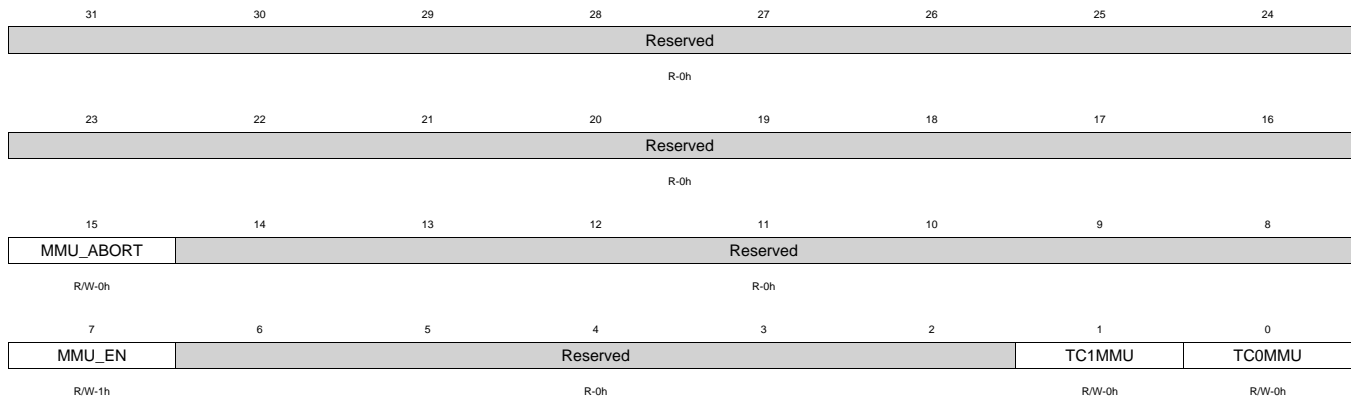 31 30 29 28 27 26 25 24
Reserved
R-0h
23 22 21 20 19 18 17 16
Reserved
R-0h
15 14 13 12 11 10 9 8
MMU_ABORT Reserved
R/W-0h R-0h
7 6 5 4 3 2 1 0
MMU_EN Reserved TC1MMU TC0MMU
R/W-1h R-0h R/W-0h R/W-0h